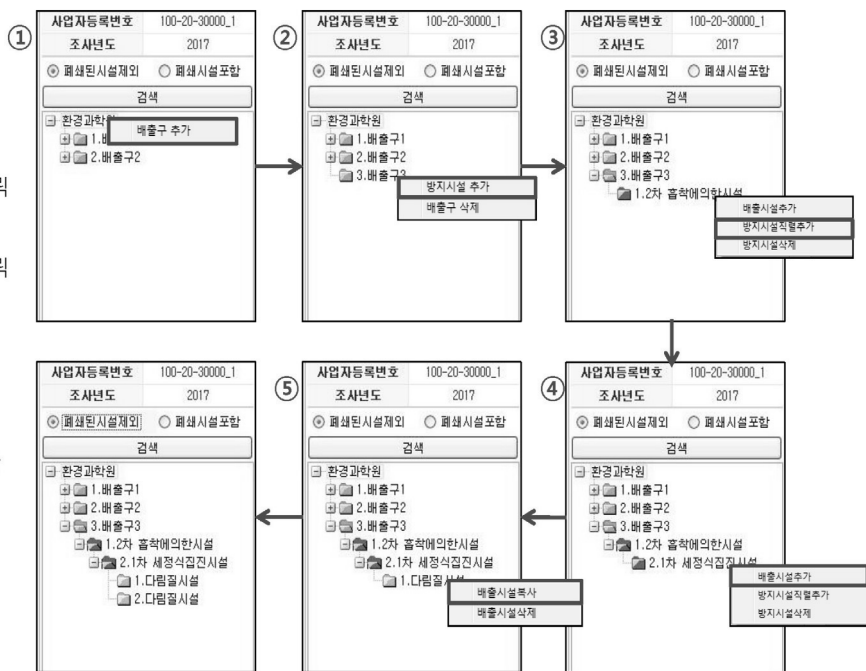 ①
사업자등록번호 100-20-30000_1
조사년도 2017
폐쇄된시설제외 폐쇄시설포함
검색
환경과학원
배출구 추가
2.배출구2
②
사업자등록번호 100-20-30000_1
조사년도 2017
폐쇄된시설제외 폐쇄시설포함
검색
환경과학원
1.배출구1
2.배출구2
3.배출구3
방지시설 추가
배출구 삭제
③
사업자등록번호 100-20-30000_1
조사년도 2017
폐쇄된시설제외 폐쇄시설포함
검색
환경과학원
1.배출구1
2.배출구2
3.배출구3
1.2차 흡착에의한시설
배출시설추가
방지시설직렬추가
방지시설삭제
④
사업자등록번호 100-20-30000_1
조사년도 2017
폐쇄된시설제외 폐쇄시설포함
검색
환경과학원
1.배출구1
2.배출구2
3.배출구3
1.2차 흡착에의한시설
2.1차 세정식집진시설
배출시설추가
방지시설직렬추가
방지시설삭제
⑤
사업자등록번호 100-20-30000_1
조사년도 2017
폐쇄된시설제외 폐쇄시설포함
검색
환경과학원
1.배출구1
2.배출구2
3.배출구3
1.2차 흡착에의한시설
2.1차 세정식집진시설
1.다림질시설
배출시설복사
배출시설삭제
사업자등록번호 100-20-30000_1
조사년도 2017
폐쇄된시설제외 폐쇄시설포함
검색
환경과학원
1.배출구1
2.배출구2
3.배출구3
1.2차 흡착에의한시설
2.1차 세정식집진시설
1.다림질시설
2.다림질시설